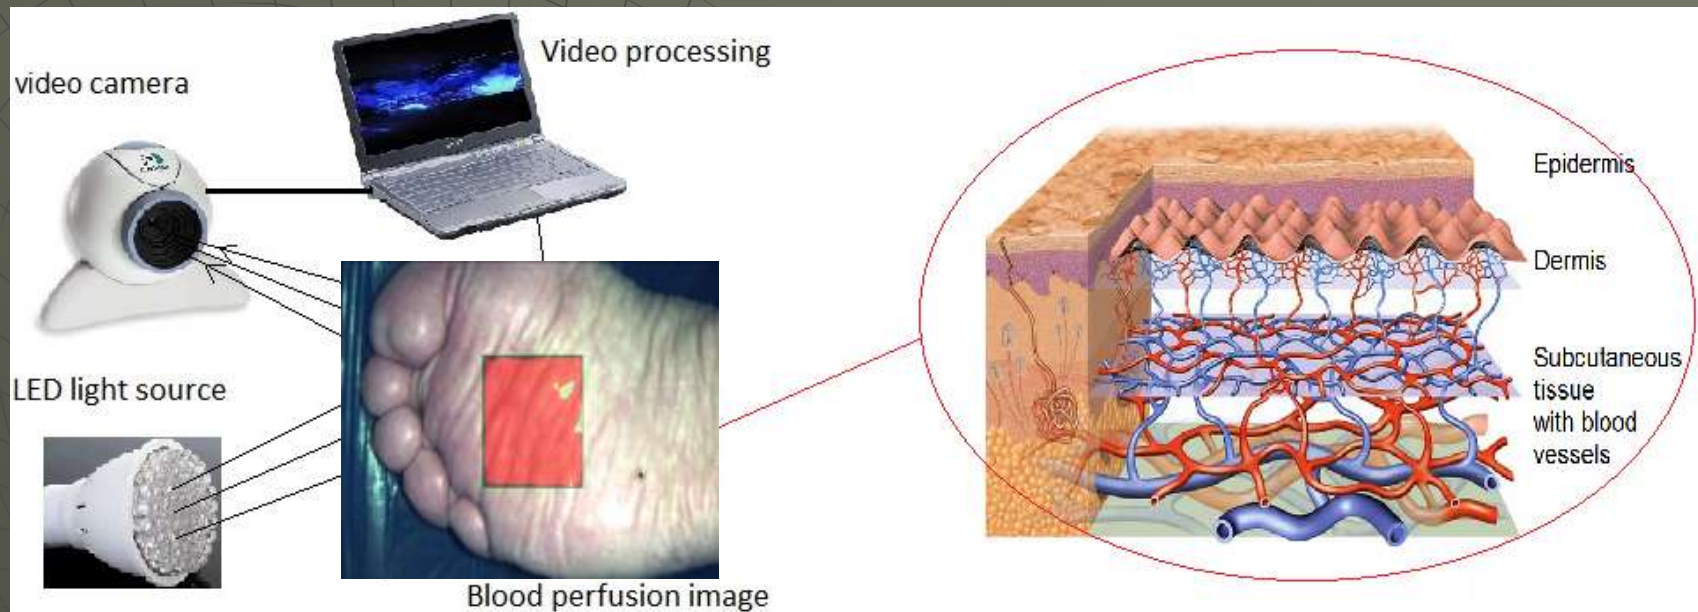 video camera
Video processing
LED light source
Blood perfusion image
Epidermis
Dermis
Subcutaneous
tissue
with blood
vessels